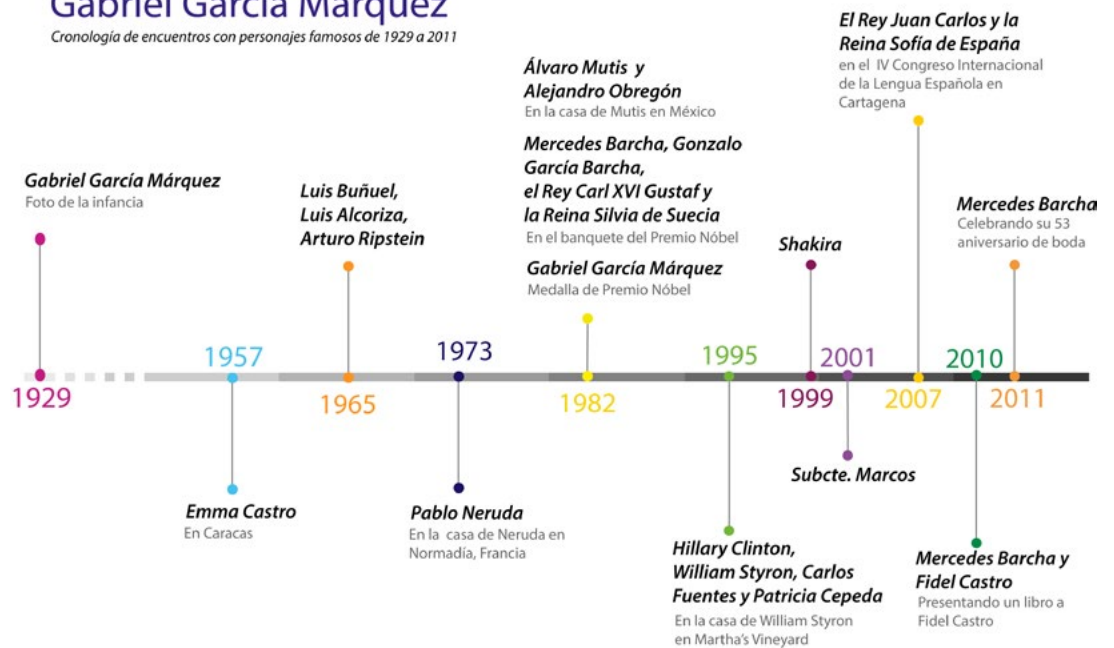 Gabriel García Márquez
Cronología de encuentros con personajes famosos de 1929 a 2011
Gabriel García Márquez
Foto de la infancia
1929
1957
Emma Castro
En Caracas
Luis Buñuel,
Luis Alcoriza,
Arturo Ripstein
1965
1973
Pablo Neruda
En la casa de Neruda en
Normadía, Francia
Álvaro Mutis y
Alejandro Obregón
En la casa de Mutis en México
Mercedes Barcha, Gonzalo
García Barcha,
el Rey Carl XVI Gustaf y
la Reina Silvia de Suecia
En el banquete del Premio Nóbel
Gabriel García Márquez
Medalla de Premio Nóbel
1982
1995
Hillary Clinton,
William Styron, Carlos
Fuentes y Patricia Cepeda
En la casa de William Styron
en Martha's Vineyard
Shakira
1999
2001
Subcte. Marcos
El Rey Juan Carlos y la
Reina Sofía de España
en el IV Congreso Internacional
de la Lengua Española en
Cartagena
2007
2010
Mercedes Barcha y
Fidel Castro
Presentando un libro a
Fidel Castro
Mercedes Barcha
Celebrando su 53
aniversario de boda
2011